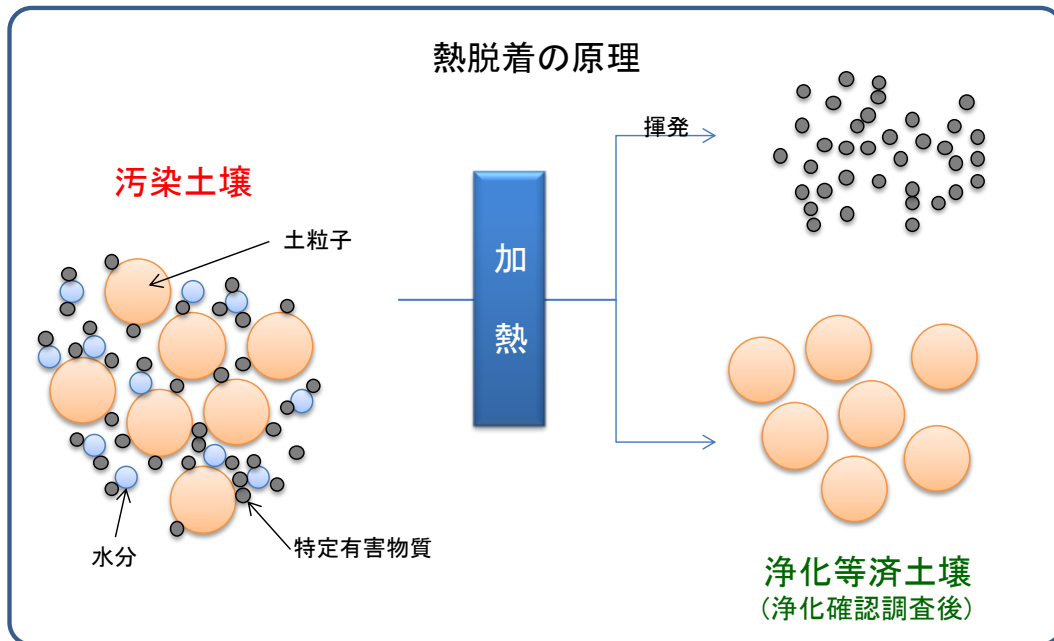 熱脱着の原理
汚染土壌
土粒子
水分
特定有害物質
加
熱
揮発
浄化等済土壌
(浄化確認調査後)